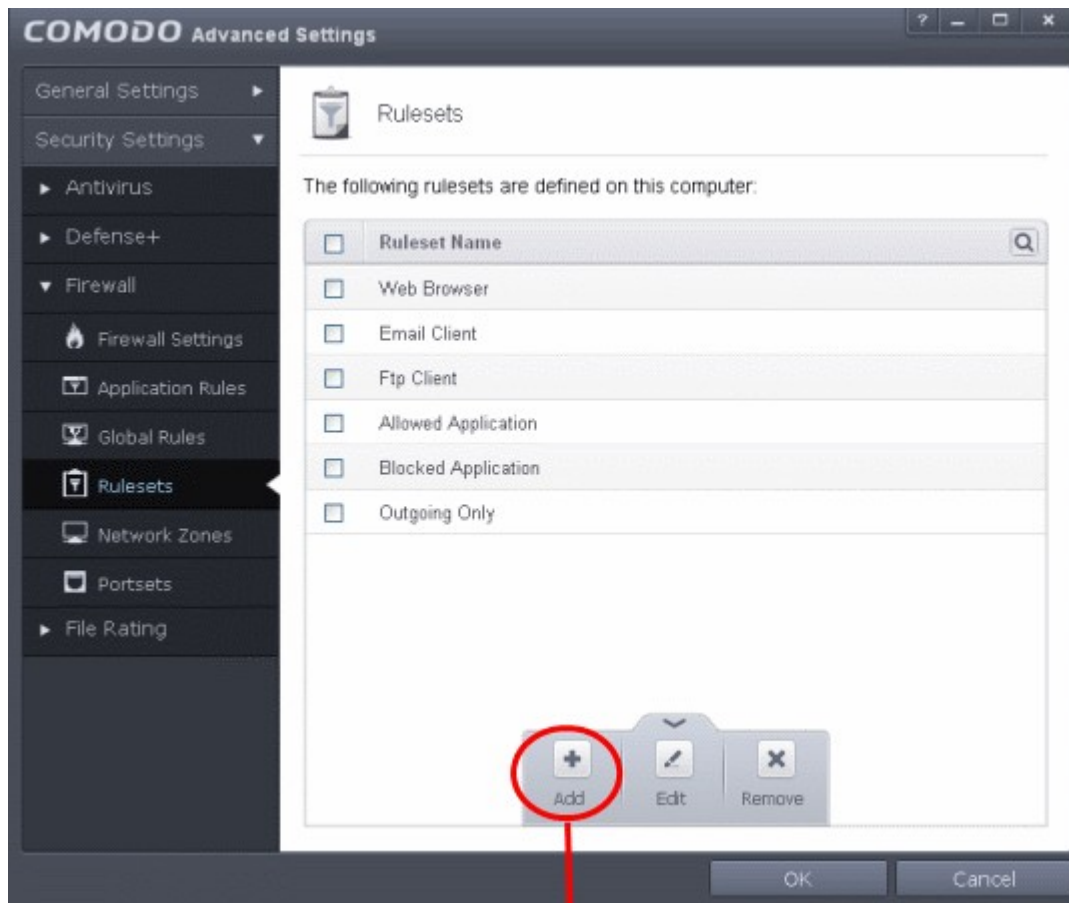 COMODO Advanced Settings
?
General Settings
Security Settings
Antivirus
Defense+
Firewall
Firewall Settings
Application Rules
Global Rules
Rulesets
Network Zones
Portsets
File Rating
Rulesets
The following rulesets are defined on this computer:
Ruleset Name
Web Browser
Email Client
Ftp Client
Allowed Application
Blocked Application
Outgoing Only
Add
Edit
Remove
OK
Cancel